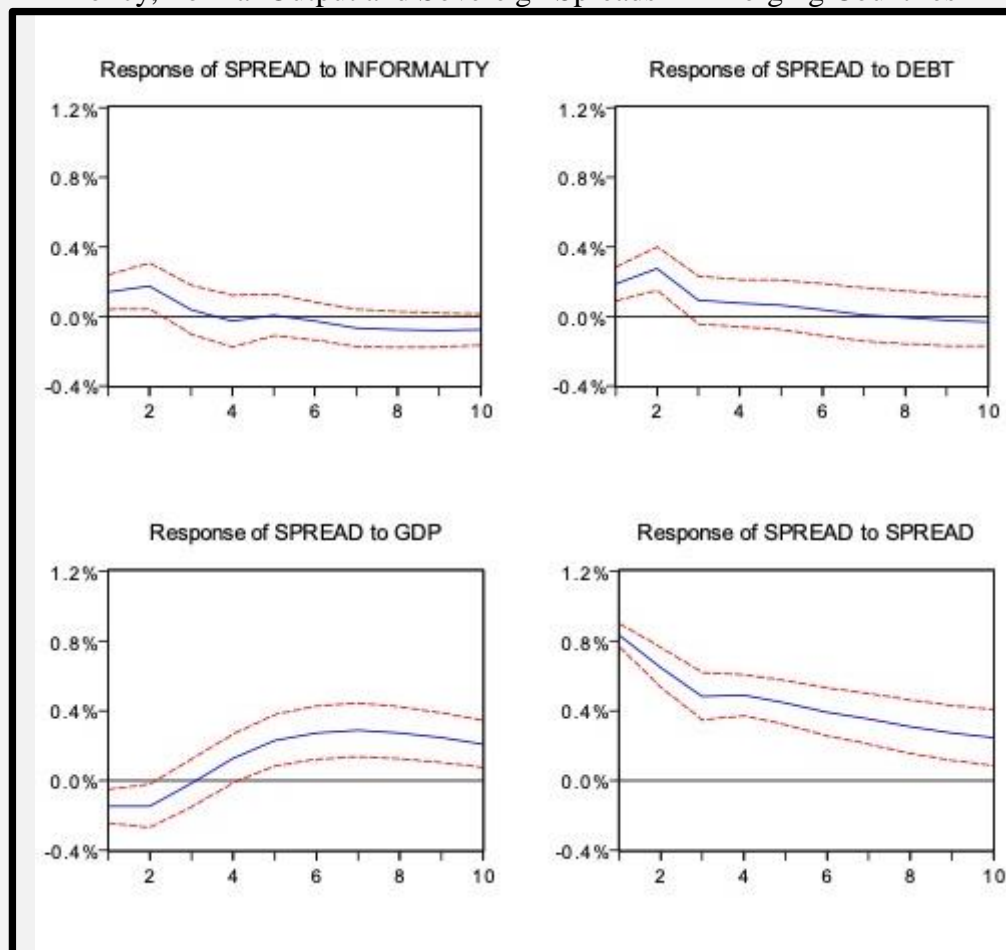 Output and Sovereign Spreads
Response of SPREAD to INFORMALITY
1.2%
0.8%
0.4%
0.0%
-0.4%
2 4 6 8 10
Response of SPREAD to DEBT
1.2%
0.8%
0.4%
0.0%
-0.4%
2 4 6 8 10
Response of SPREAD to GDP
1.2%
0.8%
0.4%
0.0%
-0.4%
2 4 6 8 10
Response of SPREAD to SPREAD
1.2%
0.8%
0.4%
0.0%
-0.4%
2 4 6 8 10